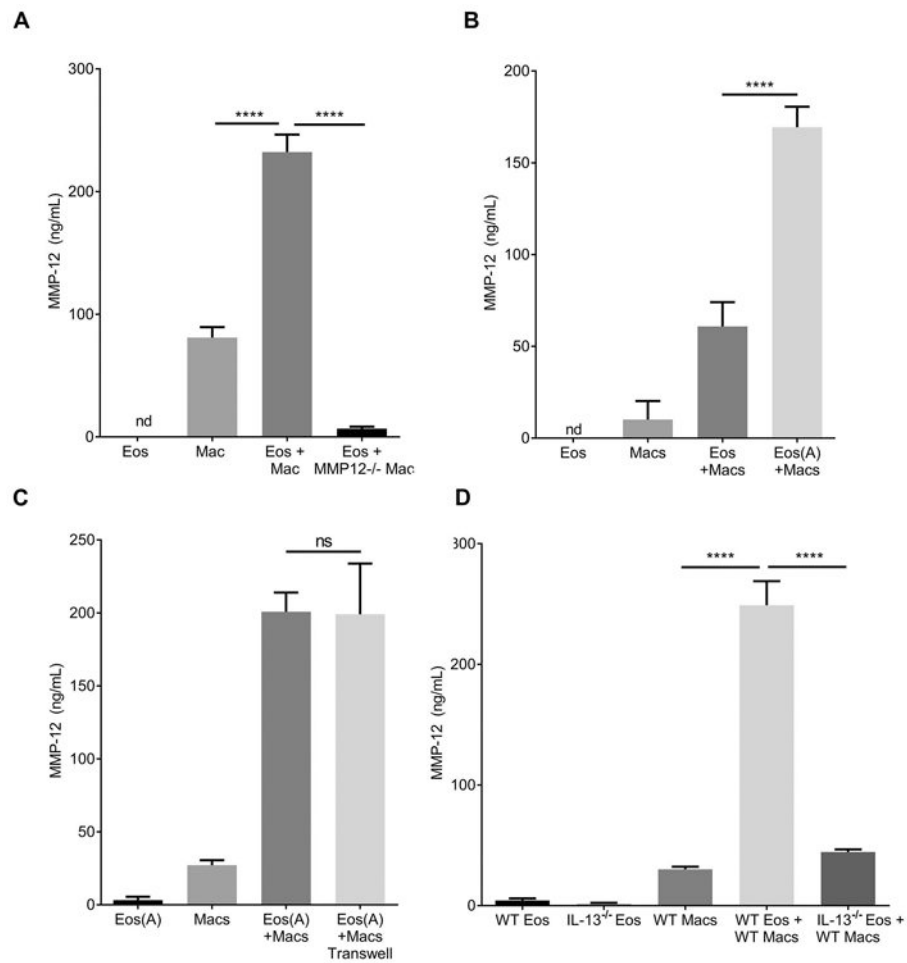 A
300
200
100
0
MMP-12 (ng/mL)
nd
****
****
Eos
Mac
Eos +
Mac
Eos +
MMP12-/- Mac
B
200
150
100
50
0
MMP-12 (ng/mL)
nd
****
Eos
Macs
Eos
+Macs
Eos(A)
+Macs
C
250
200
150
100
50
0
MMP-12 (ng/mL)
ns
Eos(A)
Macs
Eos(A)
+Macs
Eos(A)
+Macs
Transwell
D
300
200
100
0
MMP-12 (ng/mL)
****
****
WT Eos
IL-13-/- Eos
WT Macs
WT Eos +
WT Macs
IL-13-/- Eos +
WT Macs